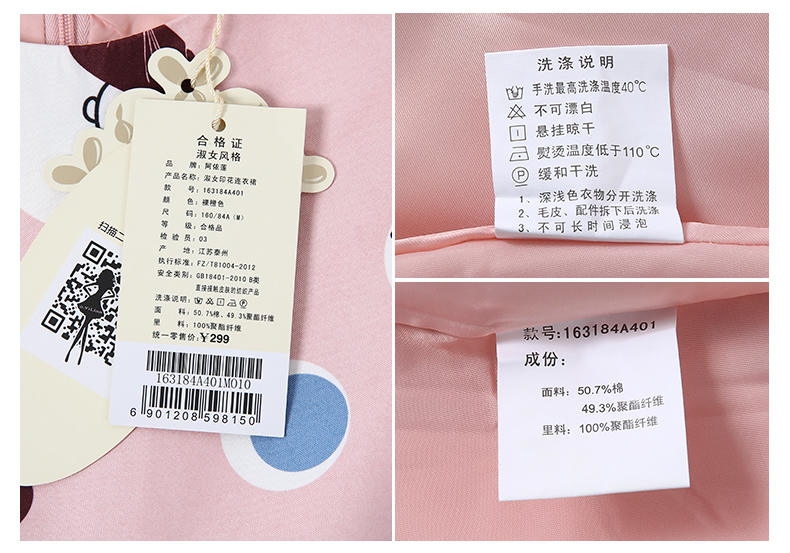 合格证
淑女风格
品 牌：阿依莲
产品名称：淑女印花连衣裙
款 号：163184A401
颜 色：裸橙色
尺 码：160/84A（M）
等 级：合格品
检 验 员：03
产 地：江苏泰州
执行标准：FZ/T81004-2012
安全类别：GB18401-2010 B类
直接接触皮肤的纺织产品
洗涤说明：
面 料：50.7%棉、49.3%聚酯纤维
里 料：100%聚酯纤维
统一零售价：¥299
163184A401M010
6 901208 598150
扫描二
洗涤说明
手洗最高洗涤温度40℃
不可漂白
悬挂晾干
熨烫温度低于110℃
缓和干洗
1、深浅色衣物分开洗涤
2、毛皮、配件拆下后洗涤
3、不可长时间浸泡
款号：163184A401
成份：
面料：50.7%棉
49.3%聚酯纤维
里料：100%聚酯纤维